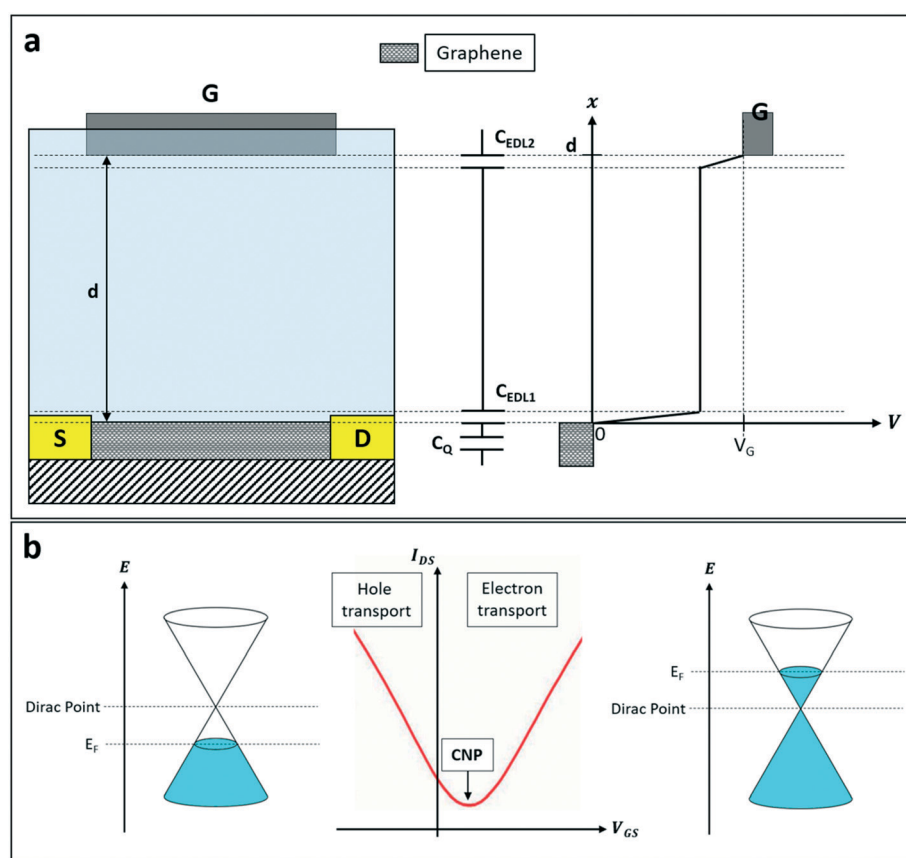 a
Graphene
G
x
G
C_EDL2
d
d
C_EDL1
S
D
C_Q
0
V
V_G
b
E
I_DS
E
Hole
transport
Electron
transport
E_F
Dirac Point
Dirac Point
E_F
CNP
V_GS